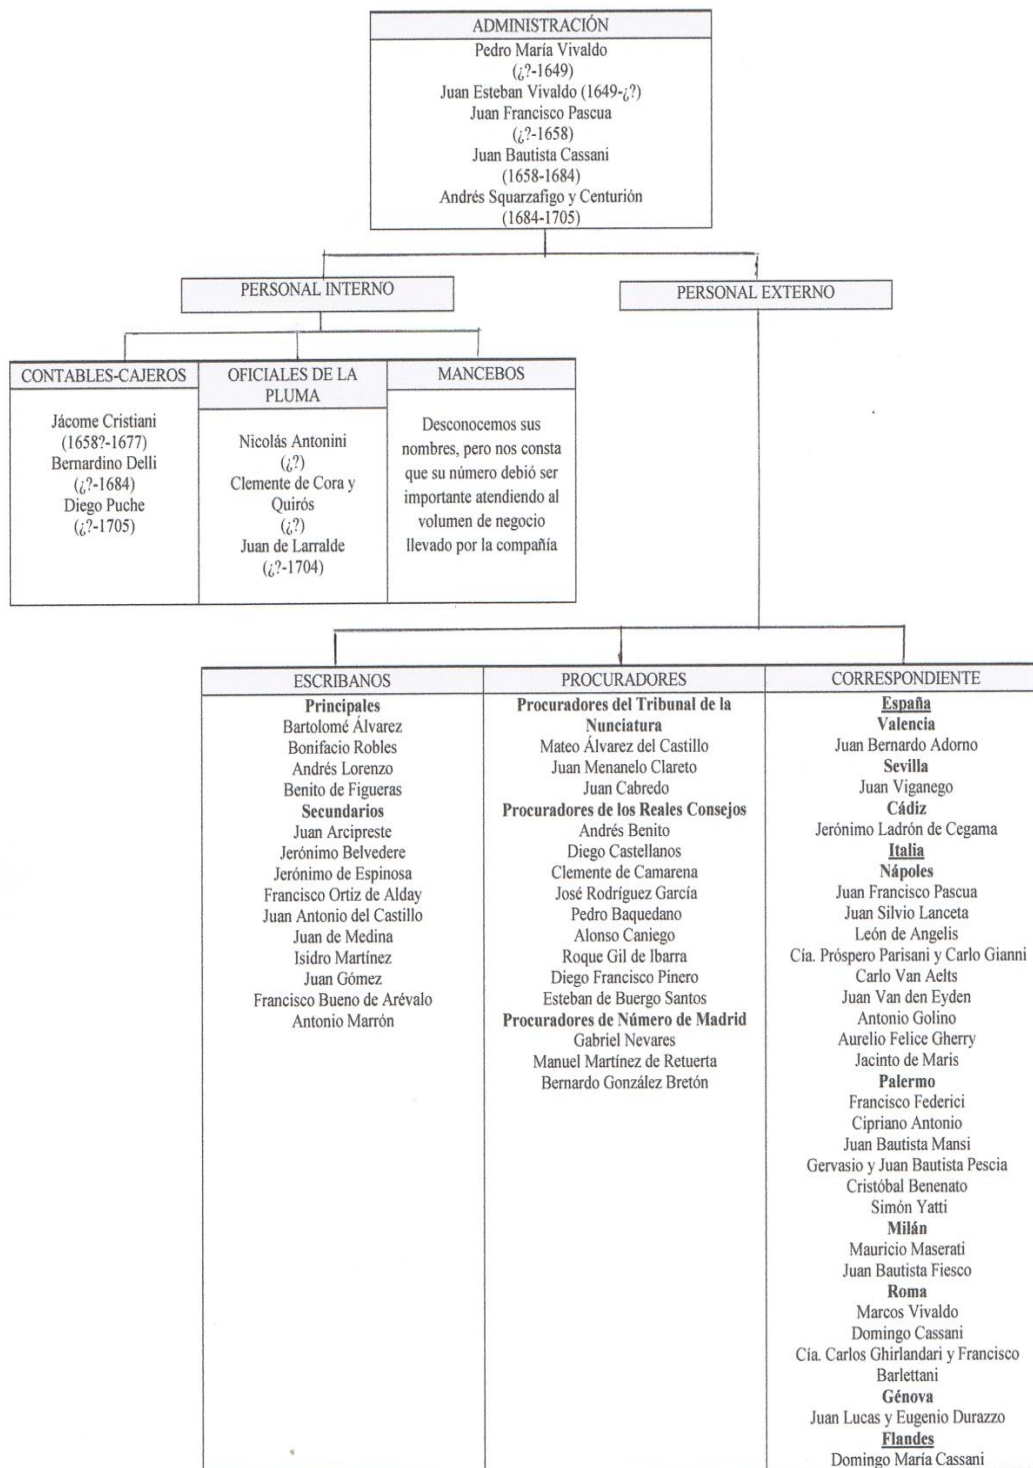 ADMINISTRACIÓN
Pedro María Vivaldo
(¿?-1649)
Juan Esteban Vivaldo (1649-¿?)
Juan Francisco Pascua
(¿?-1658)
Juan Bautista Cassani
(1658-1684)
Andrés Squarzafigo y Centurión
(1684-1705)
PERSONAL INTERNO
PERSONAL EXTERNO
CONTABLES-CAJEROS
Jácome Cristiani
(1658?-1677)
Bernardino Delli
(¿?-1684)
Diego Puche
(¿?-1705)
OFICIALES DE LA
PLUMA
Nicolás Antonini
(¿?)
Clemente de Cora y
Quirós
(¿?)
Juan de Larralde
(¿?-1704)
MANCEBOS
Desconocemos sus
nombres, pero nos consta
que su número debió ser
importante atendiendo al
volumen de negocio
llevado por la compañía
ESCRIBANOS
Principales
Bartolomé Álvarez
Bonifacio Robles
Andrés Lorenzo
Benito de Figueras
Secundarios
Juan Arcipreste
Jerónimo Belvedere
Jerónimo de Espinosa
Francisco Ortiz de Alday
Juan Antonio del Castillo
Juan de Medina
Isidro Martínez
Juan Gómez
Francisco Bueno de Arévalo
Antonio Marrón
PROCURADORES
Procuradores del Tribunal de la
Nunciatura
Mateo Álvarez del Castillo
Juan Menanelo Clareto
Juan Cabredo
Procuradores de los Reales Consejos
Andrés Benito
Diego Castellanos
Clemente de Camarena
José Rodríguez García
Pedro Baquedano
Alonso Caniego
Roque Gil de Ibarra
Diego Francisco Pinero
Esteban de Buergo Santos
Procuradores de Número de Madrid
Gabriel Nevares
Manuel Martínez de Retuerta
Bernardo González Bretón
CORRESPONDIENTE
España
Valencia
Juan Bernardo Adorno
Sevilla
Juan Viganego
Cádiz
Jerónimo Ladrón de Cegama
Italia
Nápoles
Juan Francisco Pascua
Juan Silvio Lanceta
León de Angelis
Cía. Próspero Parisani y Carlo Gianni
Carlo Van Aelts
Juan Van den Eyden
Antonio Golino
Aurelio Felice Gherry
Jacinto de Maris
Palermo
Francisco Federici
Cipriano Antonio
Juan Bautista Mansi
Gervasio y Juan Bautista Pescia
Cristóbal Benenato
Simón Yatti
Milán
Mauricio Maserati
Juan Bautista Fiesco
Roma
Marcos Vivaldo
Domingo Cassani
Cía. Carlos Ghirlandari y Francisco
Barlettani
Génova
Juan Lucas y Eugenio Durazzo
Flandes
Domingo María Cassani